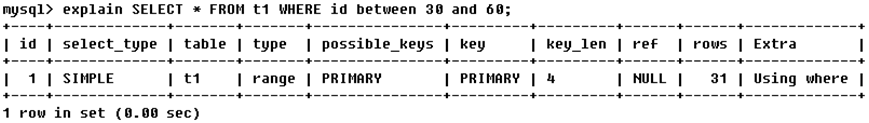 mysql> explain SELECT * FROM t1 WHERE id between 30 and 60;
+----+-------------+-------+-------+---------------+---------+---------+------+------+-------------+
| id | select_type | table | type | possible_keys | key | key_len | ref | rows | Extra |
+----+-------------+-------+-------+---------------+---------+---------+------+------+-------------+
| 1 | SIMPLE | t1 | range | PRIMARY | PRIMARY | 4 | NULL | 31 | Using where |
+----+-------------+-------+-------+---------------+---------+---------+------+------+-------------+
1 row in set (0.00 sec)